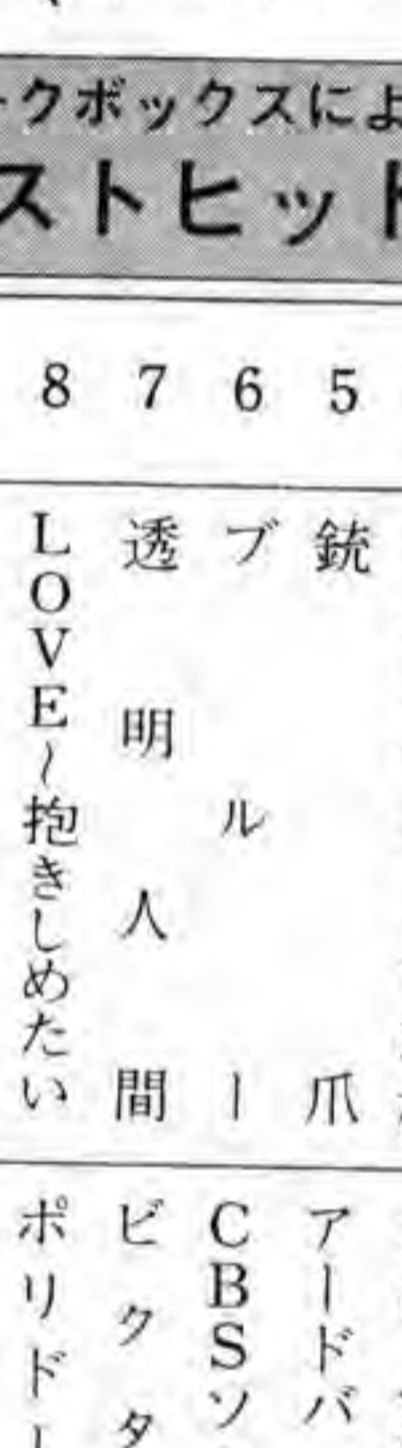 クボックスによ
ストヒット
5
銃爪
アードバ
6
ブルー
CBSソ
7
透明人間
ビクタ
8
LOVE〜抱きしめたい
ポリドー